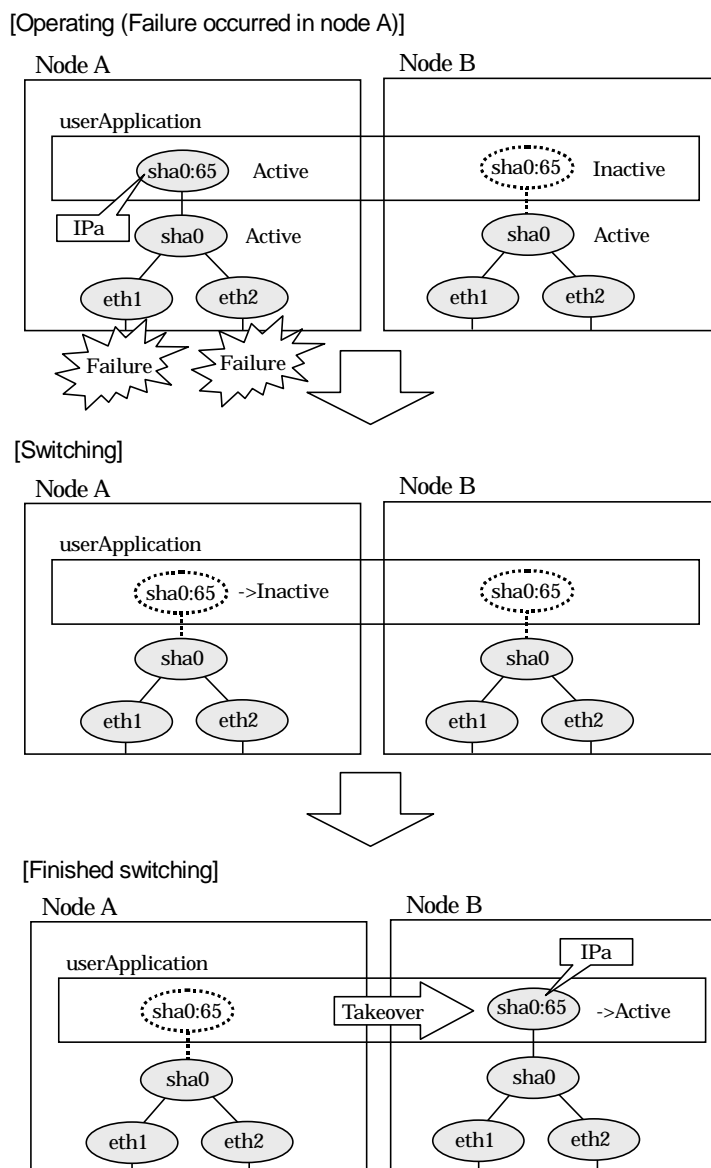 [Operating (Failure occurred in node A)]
Node A
Node B
userApplication
sha0:65
Active
sha0:65
Inactive
IPa
sha0
Active
sha0
Active
eth1
eth2
eth1
eth2
Failure
Failure
[Switching]
Node A
Node B
userApplication
sha0:65
->Inactive
sha0:65
sha0
sha0
eth1
eth2
eth1
eth2
[Finished switching]
Node A
Node B
IPa
userApplication
sha0:65
Takeover
sha0:65
->Active
sha0
sha0
eth1
eth2
eth1
eth2